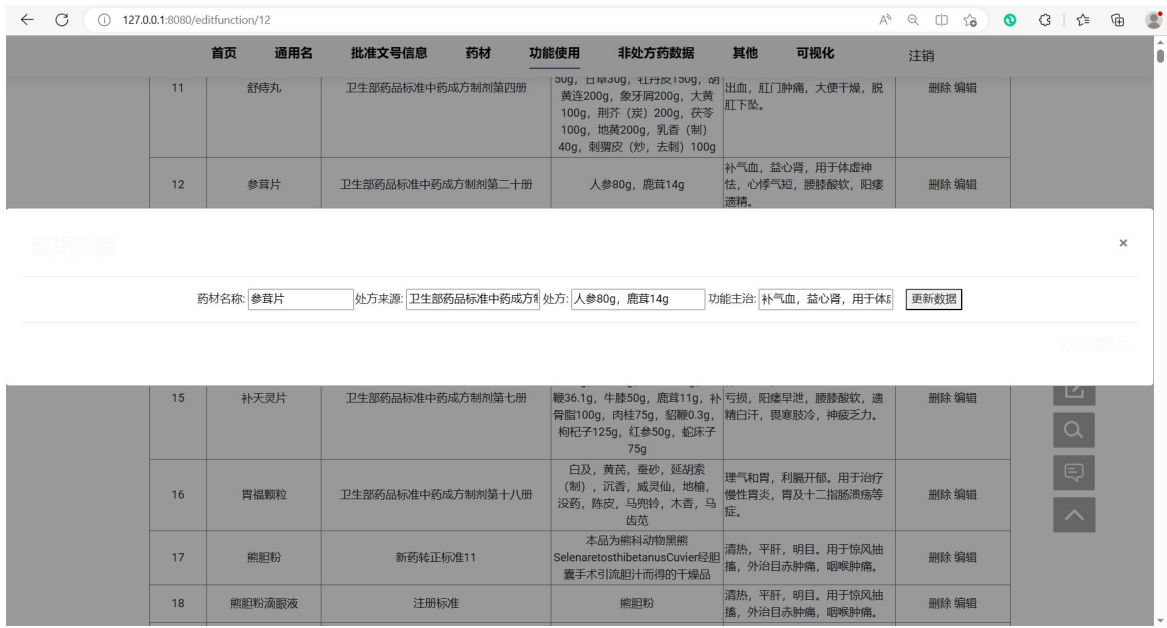 127.0.0.1:8080/editfunction/12
首页 通用名 批准文号信息 药材 功能使用 非处方药数据 其他 可视化 注销
11 舒痔丸 卫生部药品标准中药成方制剂第四册
50g，甘草30g，牡丹皮150g，胡
黄连200g，象牙屑200g，大黄
100g，荆芥（炭）200g，茯苓
100g，地黄200g，乳香（制）
40g，刺猬皮（炒，去刺）100g
出血，肛门肿痛，大便干燥，脱
肛下坠。
删除 编辑
12 参茸片 卫生部药品标准中药成方制剂第二十册 人参80g，鹿茸14g
补气血，益心肾，用于体虚神
怯，心悸气短，腰膝酸软，阳痿
遗精。
删除 编辑
编辑页面
×
药材名称: 参茸片 处方来源: 卫生部药品标准中药成方制 处方: 人参80g，鹿茸14g 功能主治: 补气血，益心肾，用于体虚 更新数据
15 补天灵片 卫生部药品标准中药成方制剂第七册
鞭36.1g，牛膝50g，鹿茸11g，补
骨脂100g，肉桂75g，貂鞭0.3g，
枸杞子125g，红参50g，蛇床子
75g
亏损，阳痿早泄，腰膝酸软，遗
精白汗，畏寒肢冷，神疲乏力。
删除 编辑
16 胃福颗粒 卫生部药品标准中药成方制剂第十八册
白及，黄芪，蚕砂，延胡索
（制），沉香，威灵仙，地榆，
没药，陈皮，马兜铃，木香，马
齿苋
理气和胃，利膈开郁。用于治疗
慢性胃炎，胃及十二指肠溃疡等
症。
删除 编辑
17 熊胆粉 新药转正标准11
本品为熊科动物黑熊
SelenaretosthibetanusCuvier经胆
囊手术引流胆汁而得的干燥品
清热，平肝，明目。用于惊风抽
搐，外治目赤肿痛，咽喉肿痛。
删除 编辑
18 熊胆粉滴眼液 注册标准 熊胆粉
清热，平肝，明目。用于惊风抽
搐，外治目赤肿痛，咽喉肿痛。
删除 编辑